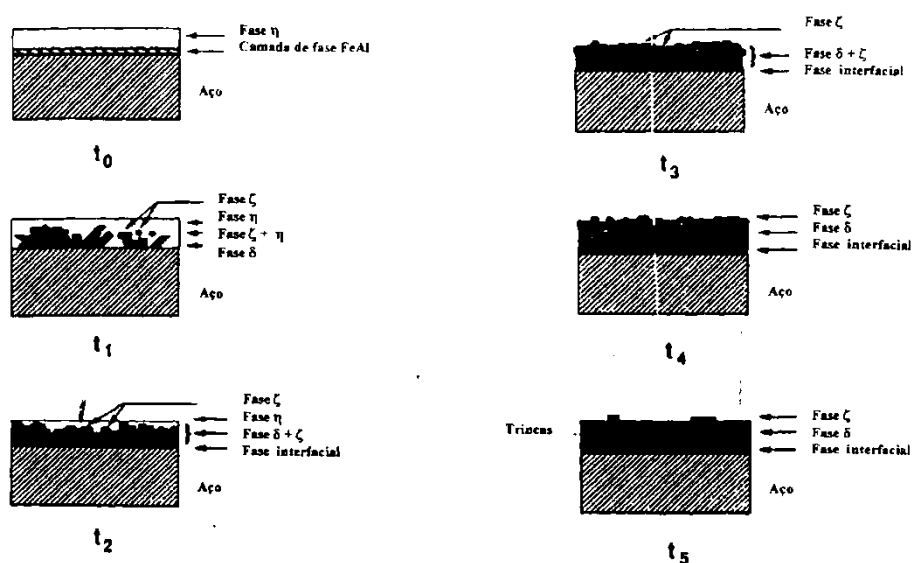 Fase η
Camada de fase FeAl
Aço
t0
Fase ζ
Fase η
Fase ζ + η
Fase δ
Aço
t1
Fase ζ
Fase η
Fase δ + ζ
Fase interfacial
Aço
t2
Fase ζ
Fase δ + ζ
Fase interfacial
Aço
t3
Fase ζ
Fase δ
Fase interfacial
Aço
t4
Trincas
Fase ζ
Fase δ
Fase interfacial
Aço
t5